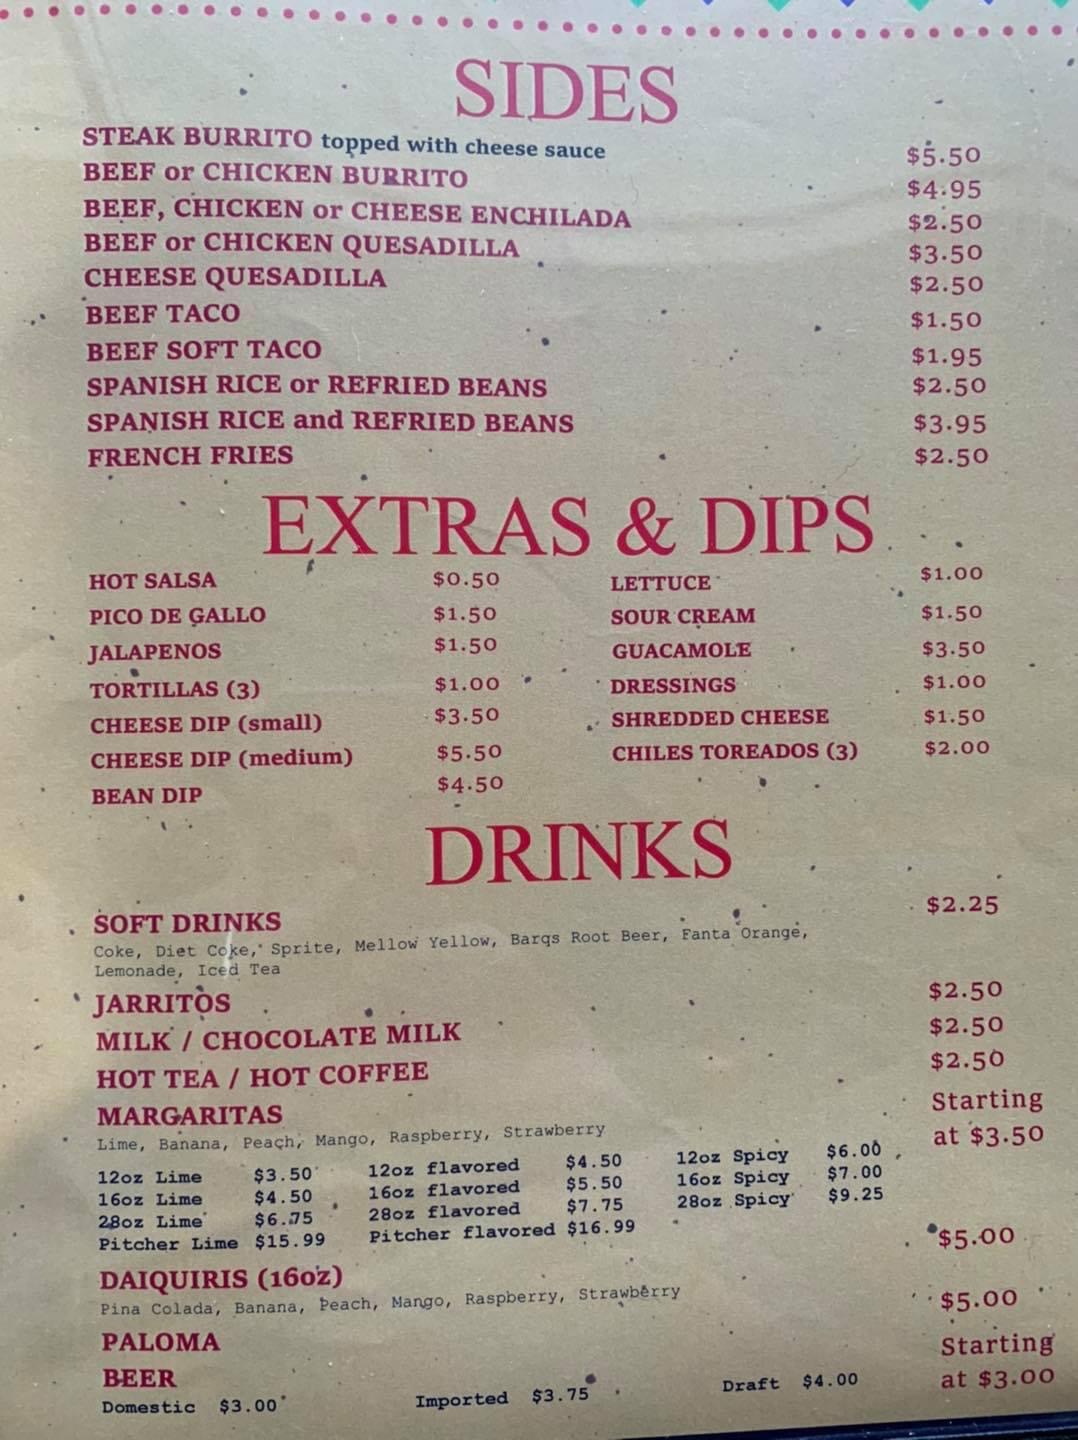 SIDES
STEAK BURRITO topped with cheese sauce $5.50
BEEF or CHICKEN BURRITO $4.95
BEEF, CHICKEN or CHEESE ENCHILADA $2.50
BEEF or CHICKEN QUESADILLA $3.50
CHEESE QUESADILLA $2.50
BEEF TACO $1.50
BEEF SOFT TACO $1.95
SPANISH RICE or REFRIED BEANS $2.50
SPANISH RICE and REFRIED BEANS $3.95
FRENCH FRIES $2.50
EXTRAS & DIPS
HOT SALSA $0.50 LETTUCE $1.00
PICO DE GALLO $1.50 SOUR CREAM $1.50
JALAPENOS $1.50 GUACAMOLE $3.50
TORTILLAS (3) $1.00 DRESSINGS $1.00
CHEESE DIP (small) $3.50 SHREDDED CHEESE $1.50
CHEESE DIP (medium) $5.50 CHILES TOREADOS (3) $2.00
BEAN DIP $4.50
DRINKS
SOFT DRINKS $2.25
Coke, Diet Coke, Sprite, Mellow Yellow, Barqs Root Beer, Fanta Orange,
Lemonade, Iced Tea
JARRITOS $2.50
MILK / CHOCOLATE MILK $2.50
HOT TEA / HOT COFFEE $2.50
MARGARITAS Starting
Lime, Banana, Peach, Mango, Raspberry, Strawberry at $3.50
12oz Lime $3.50 12oz flavored $4.50 12oz Spicy $6.00
16oz Lime $4.50 16oz flavored $5.50 16oz Spicy $7.00
28oz Lime $6.75 28oz flavored $7.75 28oz Spicy $9.25
Pitcher Lime $15.99 Pitcher flavored $16.99
DAIQUIRIS (16oz) $5.00
Pina Colada, Banana, Peach, Mango, Raspberry, Strawberry
PALOMA $5.00
BEER Starting
Domestic $3.00 Imported $3.75 Draft $4.00 at $3.00